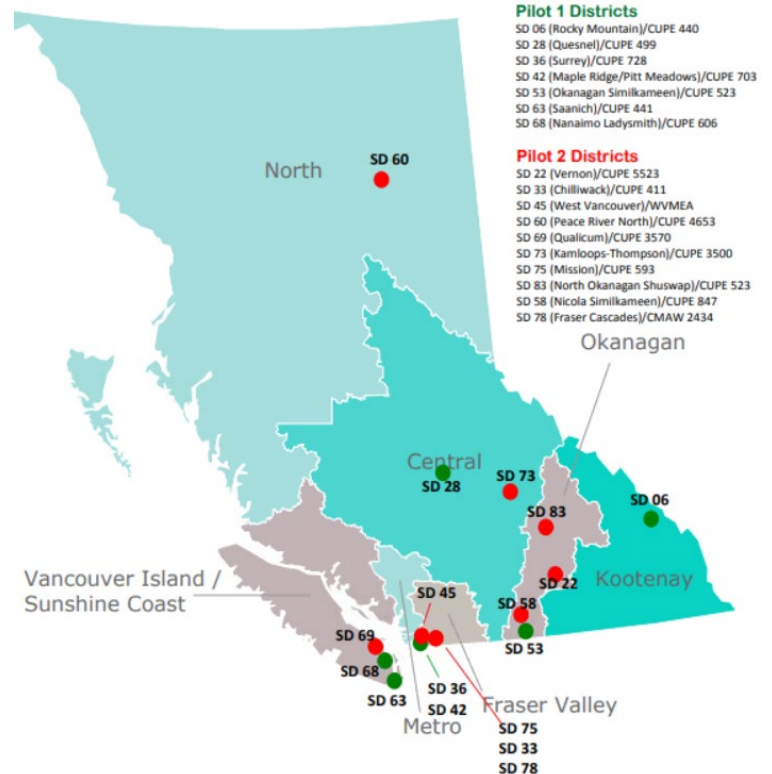 Pilot 1 Districts
SD 06 (Rocky Mountain)/CUPE 440
SD 28 (Quesnel)/CUPE 499
SD 36 (Surrey)/CUPE 728
SD 42 (Maple Ridge/Pitt Meadows)/CUPE 703
SD 53 (Okanagan Similkameen)/CUPE 523
SD 63 (Saanich)/CUPE 441
SD 68 (Nanaimo Ladysmith)/CUPE 606
Pilot 2 Districts
SD 22 (Vernon)/CUPE 5523
SD 33 (Chilliwack)/CUPE 411
SD 45 (West Vancouver)/WVMEA
SD 60 (Peace River North)/CUPE 4653
SD 69 (Qualicum)/CUPE 3570
SD 73 (Kamloops-Thompson)/CUPE 3500
SD 75 (Mission)/CUPE 593
SD 83 (North Okanagan Shuswap)/CUPE 523
SD 58 (Nicola Similkameen)/CUPE 847
SD 78 (Fraser Cascades)/CMAW 2434
SD 60
North
Okanagan
Central
SD 28
SD 73
SD 06
SD 83
SD 22
Kootenay
Vancouver Island /
Sunshine Coast
SD 45
SD 58
SD 53
SD 69
SD 68
SD 63
SD 36
SD 42
Fraser Valley
Metro
SD 75
SD 33
SD 78